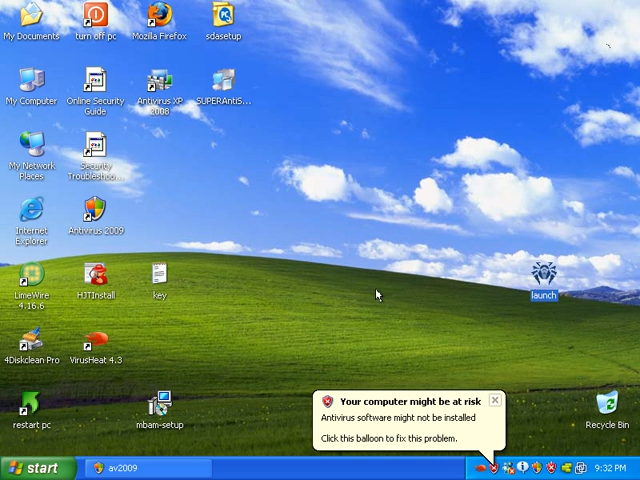 My Documents
turn off pc
Mozilla Firefox
sdasetup
My Computer
Online Security
Guide
Antivirus XP
2008
SUPERAntiS...
My Network
Places
Security
Troubleshoo...
Internet
Explorer
Antivirus 2009
LimeWire
4.16.6
HJTInstall
key
launch
4Diskclean Pro
VirusHeat 4.3
restart pc
mbam-setup
Recycle Bin
Your computer might be at risk
Antivirus software might not be installed
Click this balloon to fix this problem.
start
av2009
9:32 PM